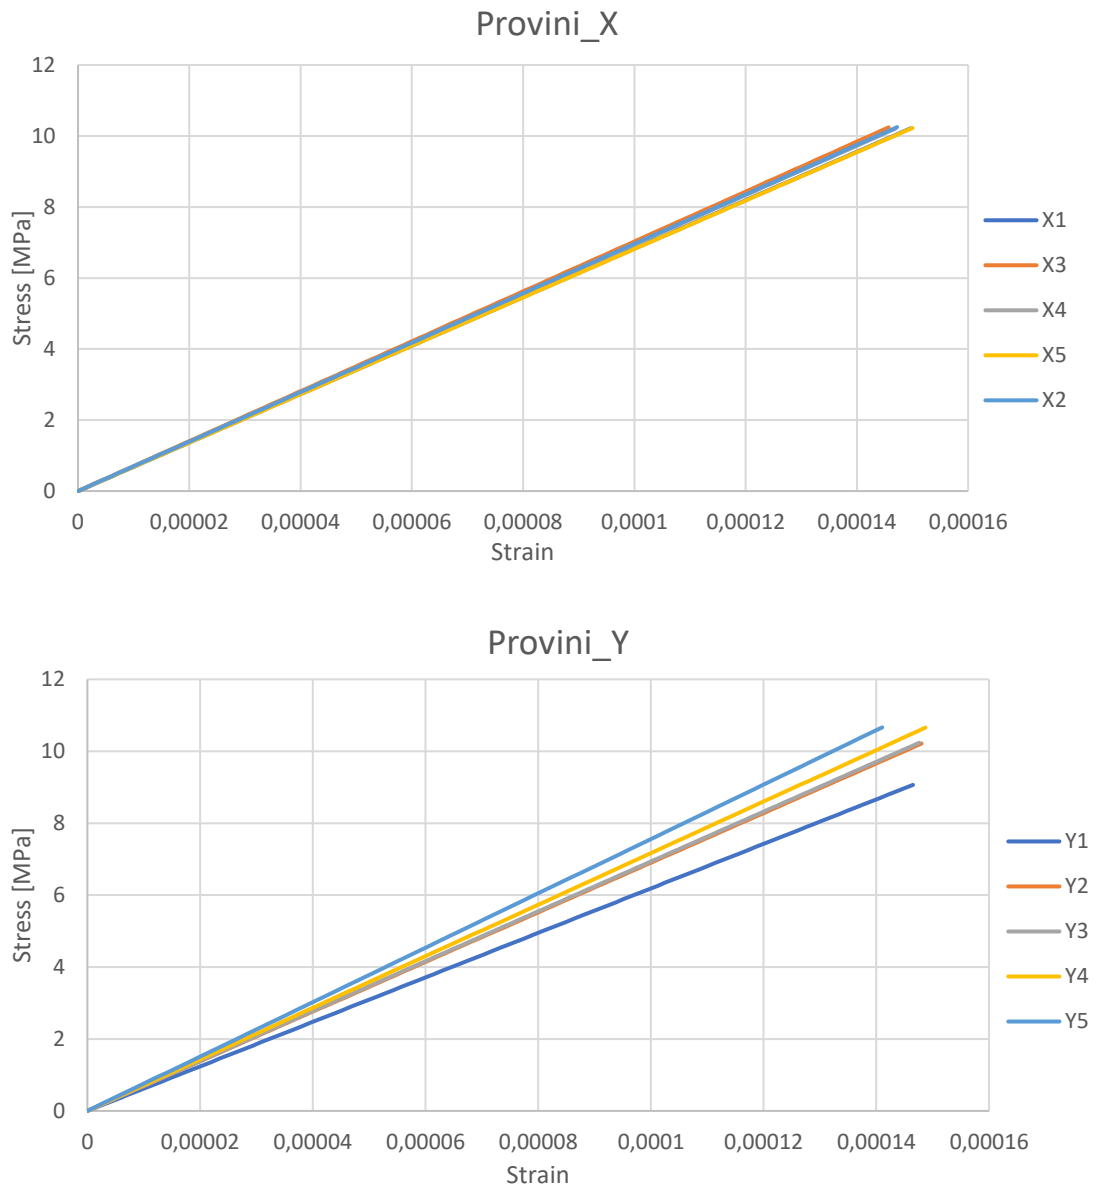 Provini_X
12
10
8
6
4
2
0
Stress [MPa]
0 0,00002 0,00004 0,00006 0,00008 0,0001 0,00012 0,00014 0,00016
Strain
X1
X3
X4
X5
X2
Provini_Y
12
10
8
6
4
2
0
Stress [MPa]
0 0,00002 0,00004 0,00006 0,00008 0,0001 0,00012 0,00014 0,00016
Strain
Y1
Y2
Y3
Y4
Y5